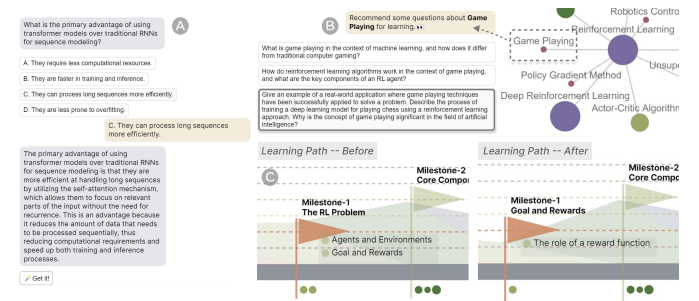 What is the primary advantage of using
transformer models over traditional RNNs
for sequence modeling?
A
A. They require less computational resources.
B. They are faster in training and inference.
C. They can process long sequences more efficiently.
D. They are less prone to overfitting.
C. They can process long sequences
more efficiently.
The primary advantage of using
transformer models over traditional RNNs
for sequence modeling is that they are
more efficient at handling long sequences
by utilizing the self-attention mechanism,
which allows them to focus on relevant
parts of the input without the need for
recurrence. This is an advantage because
it reduces the amount of data that needs
to be processed sequentially, thus
reducing computational requirements and
speed up both training and inference
processes.
Get it!
B
Recommend some questions about Game
Playing for learning.
What is game playing in the context of machine learning, and how does it differ
from traditional computer gaming?
How do reinforcement learning algorithms work in the context of game playing,
and what are the key components of an RL agent?
Give an example of a real-world application where game playing techniques
have been successfully applied to solve a problem. Describe the process of
training a deep learning model for playing chess using a reinforcement learning
approach. Why is the concept of game playing significant in the field of artificial
intelligence?
Robotics Contro
Reinforcement Learning
Game Playing
Unsupe
Policy Gradient Method
Deep Reinforcement Learning
Actor-Critic Algorithm
Learning Path -- Before
C
Milestone-2
Core Compo
Milestone-1
The RL Problem
Agents and Environments
Goal and Rewards
Learning Path -- After
Milestone-2
Core Compo
Milestone-1
Goal and Rewards
The role of a reward function